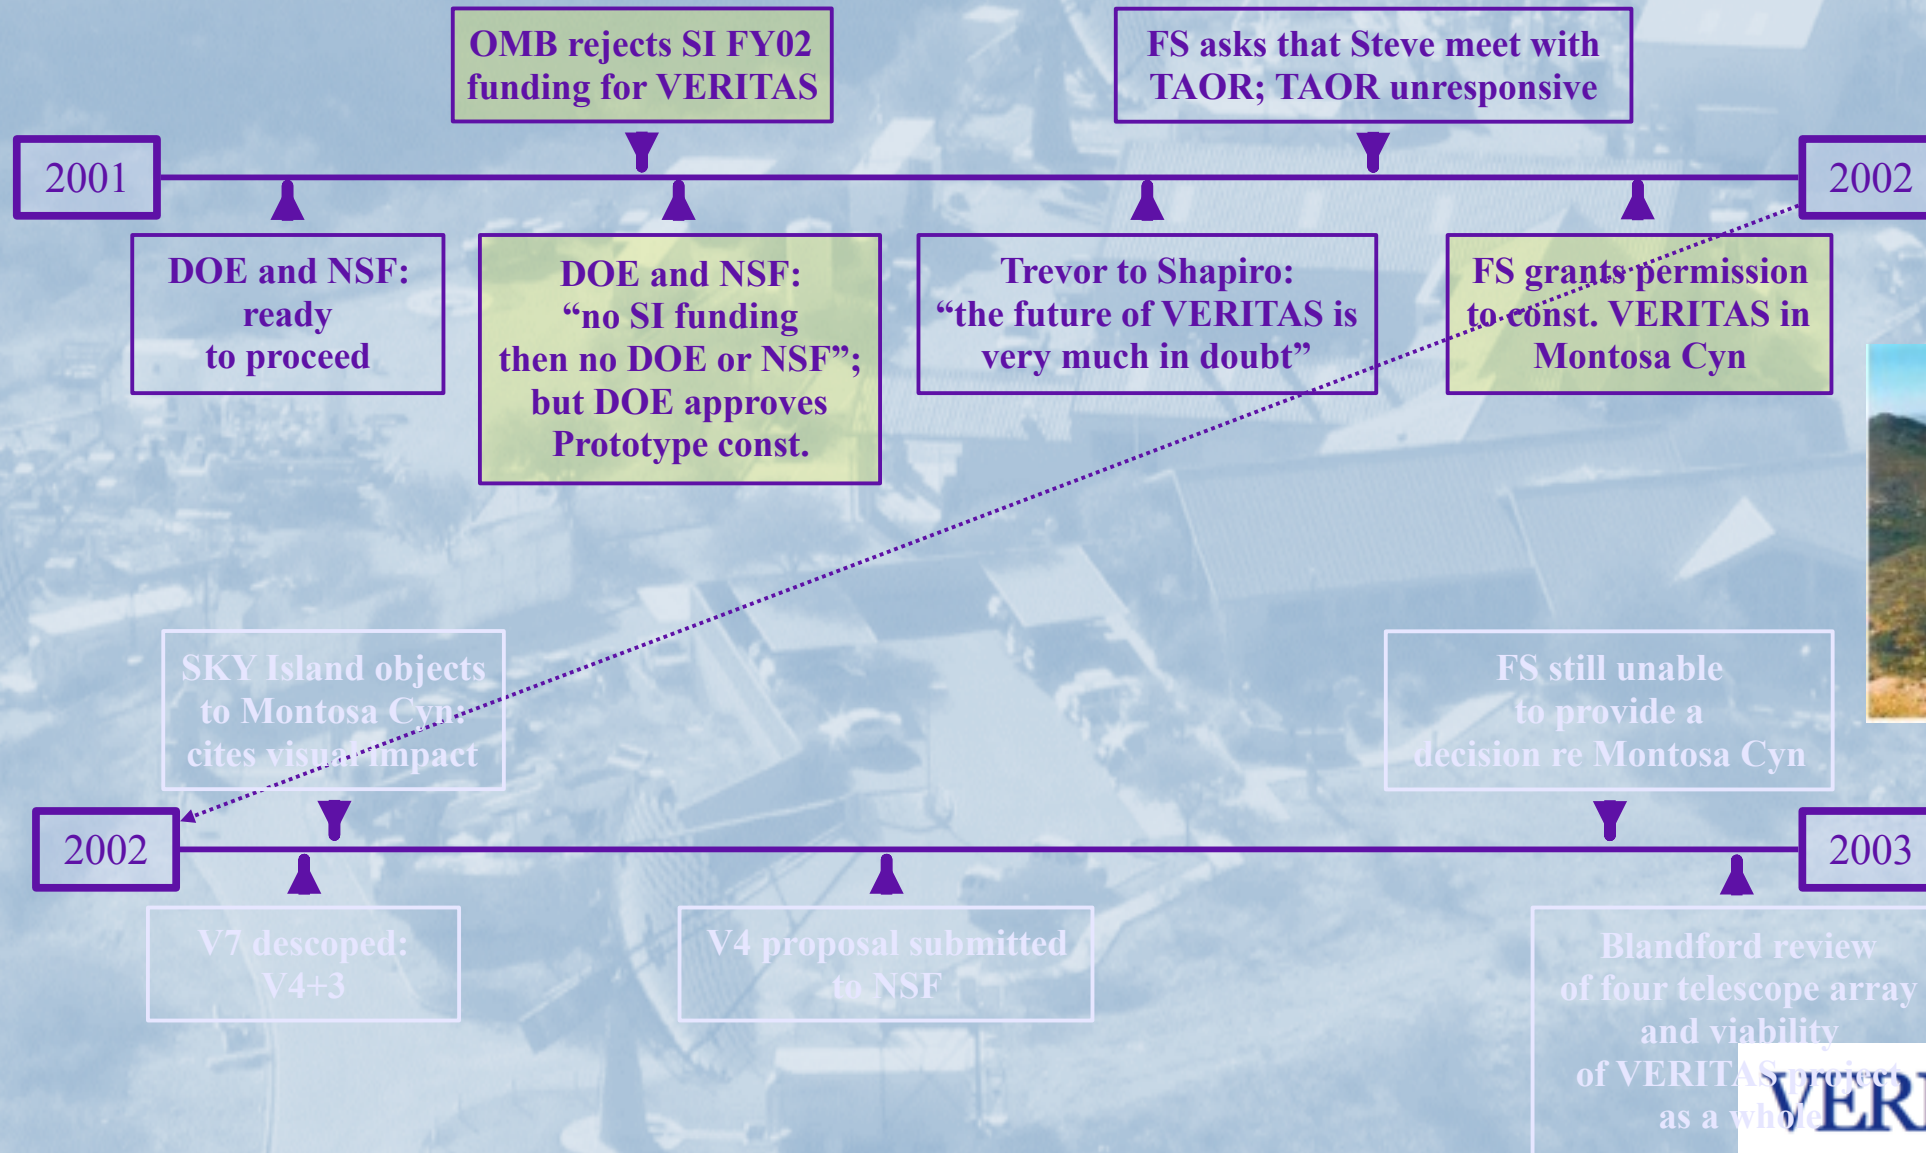 OMB rejects SI FY02
funding for VERITAS
FS asks that Steve meet with
TAOR; TAOR unresponsive
2001
2002
DOE and NSF:
ready
to proceed
DOE and NSF:
“no SI funding
then no DOE or NSF”;
but DOE approves
Prototype const.
Trevor to Shapiro:
“the future of VERITAS is
very much in doubt”
FS grants permission
to const. VERITAS in
Montosa Cyn
SKY Island objects
to Montosa Cyn:
cites visual impact
FS still unable
to provide a
decision re Montosa Cyn
2002
2003
V7 descoped:
V4+3
V4 proposal submitted
to NSF
Blandford review
of four telescope array
and viability
of VERITAS project
as a whole
VERI